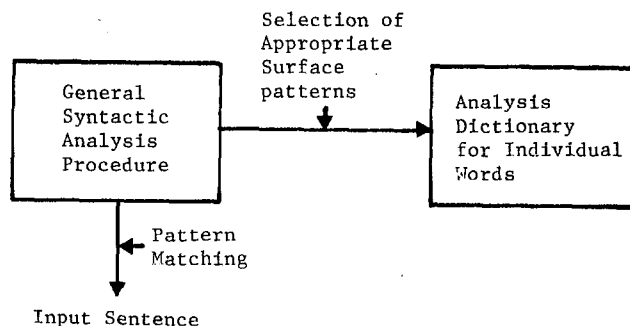 Selection of
Appropriate
Surface
patterns
General
Syntactic
Analysis
Procedure
Analysis
Dictionary
for Individual
Words
Pattern
Matching
Input Sentence